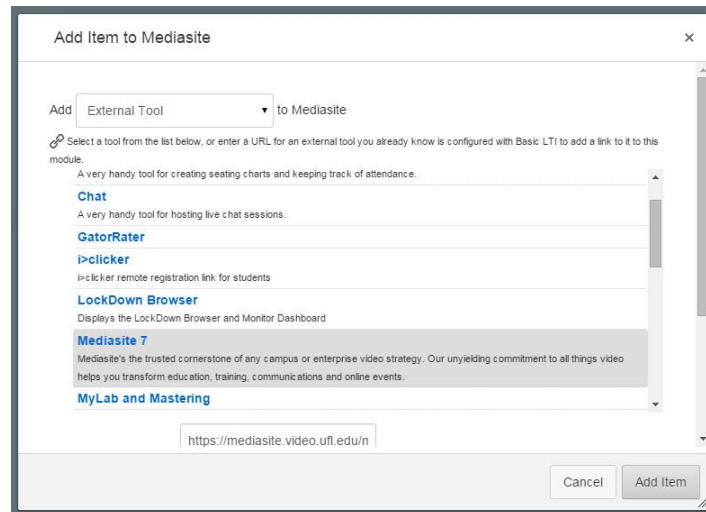 Add Item to Mediasite
×
Add External Tool to Mediasite
Select a tool from the list below, or enter a URL for an external tool you already know is configured with Basic LTI to add a link to it to this
module.
A very handy tool for creating seating charts and keeping track of attendance.
Chat
A very handy tool for hosting live chat sessions.
GatorRater
i>clicker
i>clicker remote registration link for students
LockDown Browser
Displays the LockDown Browser and Monitor Dashboard
Mediasite 7
Mediasite's the trusted cornerstone of any campus or enterprise video strategy. Our unyielding commitment to all things video
helps you transform education, training, communications and online events.
MyLab and Mastering
https://mediasite.video.ufl.edu/n
Cancel Add Item